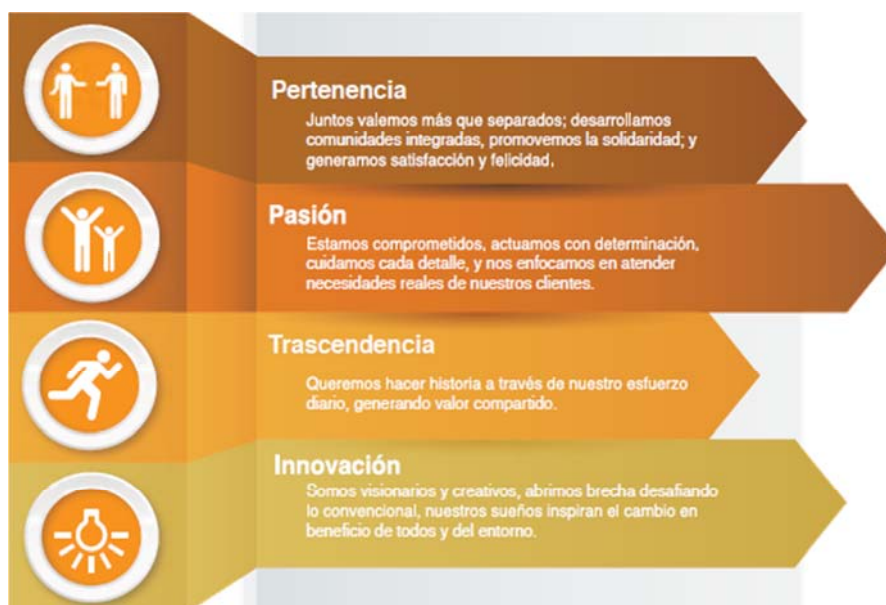 Pertenencia
Juntos valemos más que separados; desarrollamos
comunidades integradas, promovemos la solidaridad; y
generamos satisfacción y felicidad.
Pasión
Estamos comprometidos, actuamos con determinación,
cuidamos cada detalle, y nos enfocamos en atender
necesidades reales de nuestros clientes.
Trascendencia
Queremos hacer historia a través de nuestro esfuerzo
diario, generando valor compartido.
Innovación
Somos visionarios y creativos, abrimos brecha desafiando
lo convencional, nuestros sueños inspiran el cambio en
beneficio de todos y del entorno.